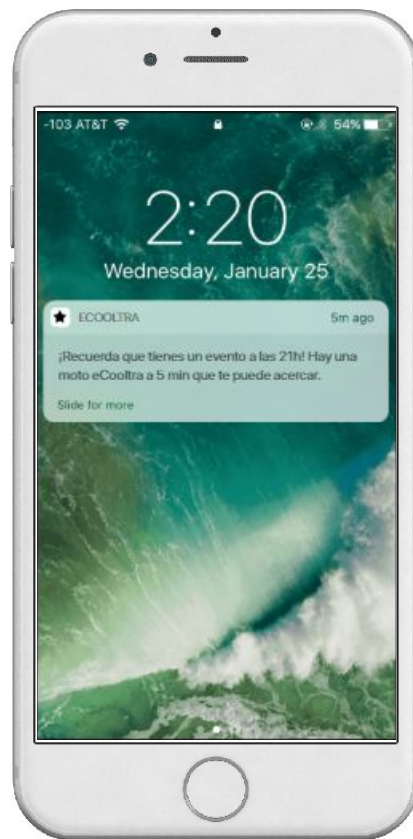 -103 AT&T 54%
2:20
Wednesday, January 25
ECOOLTRA 5m ago
¡Recuerda que tienes un evento a las 21h! Hay una
moto eCooltra a 5 min que te puede acercar.
Slide for more